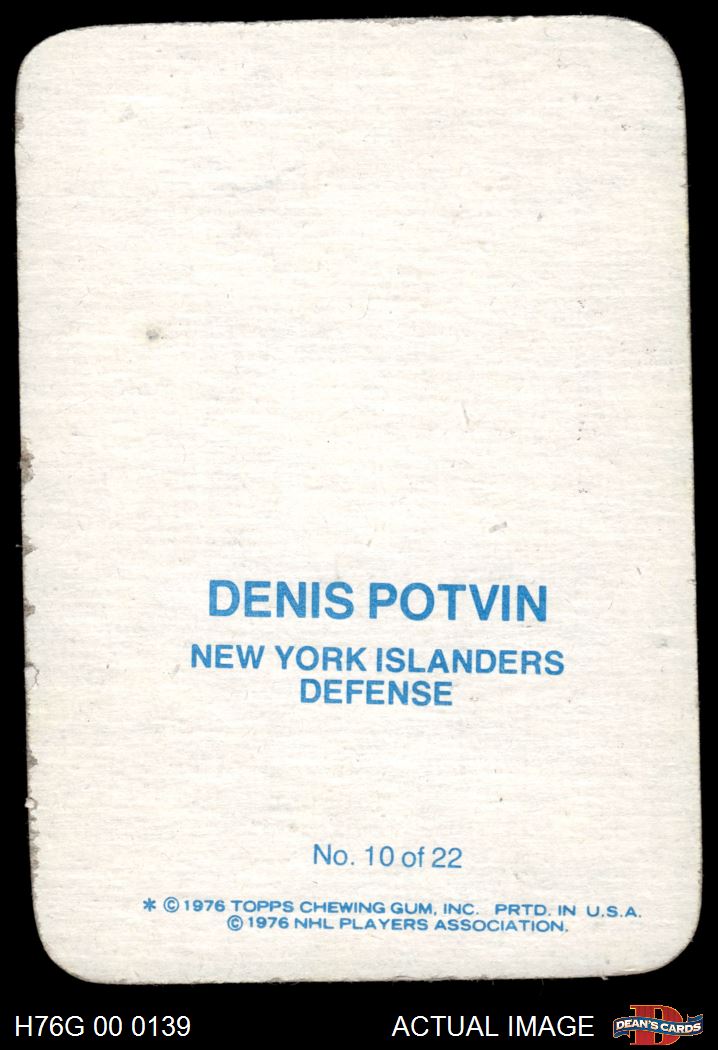 DENIS POTVIN
NEW YORK ISLANDERS
DEFENSE
No. 10 of 22
* ©1976 TOPPS CHEWING GUM, INC. PRTD. IN U.S.A.
©1976 NHL PLAYERS ASSOCIATION.
H76G 00 0139 ACTUAL IMAGE DEAN'S CARDS